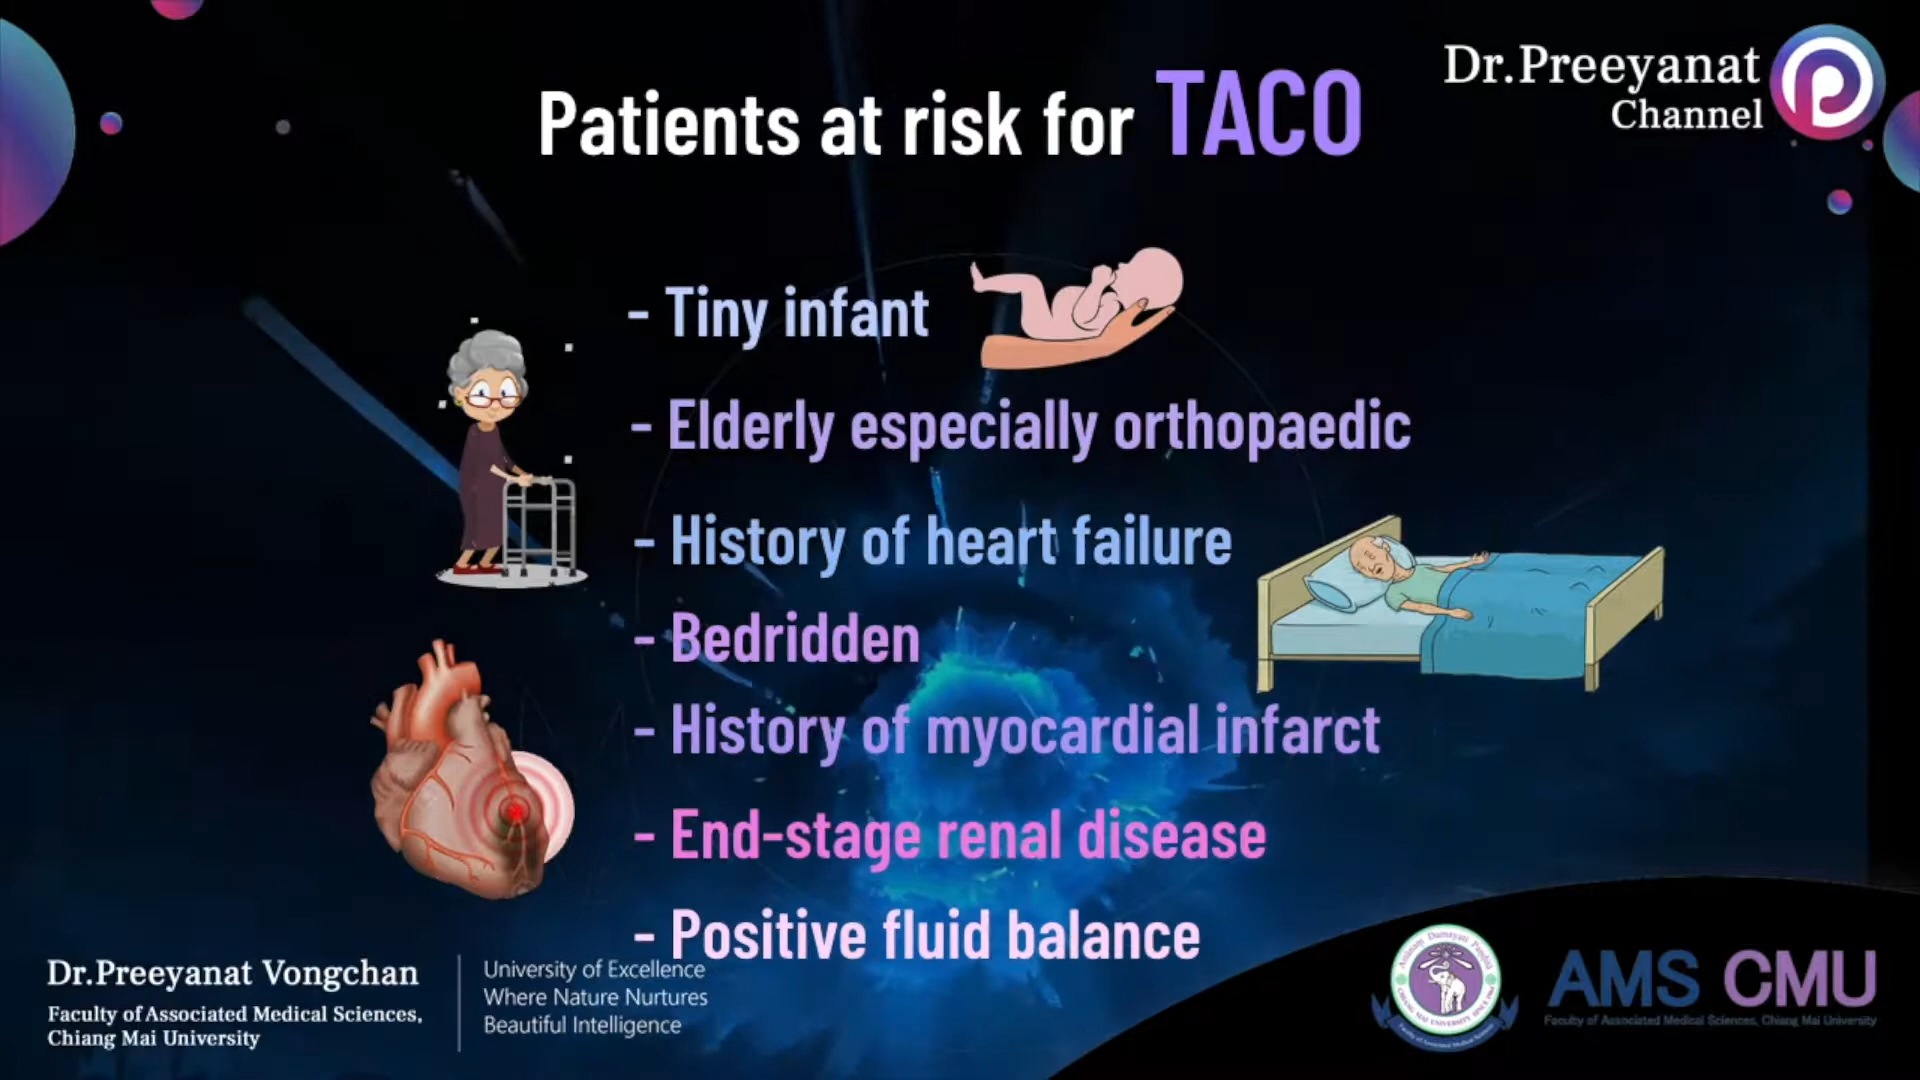 Dr.Preeyanat
Channel
Patients at risk for TACO
- Tiny infant
- Elderly especially orthopaedic
- History of heart failure
- Bedridden
- History of myocardial infarct
- End-stage renal disease
- Positive fluid balance
Dr.Preeyanat Vongchan
Faculty of Associated Medical Sciences,
Chiang Mai University
University of Excellence
Where Nature Nurtures
Beautiful Intelligence
AMS CMU
Faculty of Associated Medical Sciences, Chiang Mai University